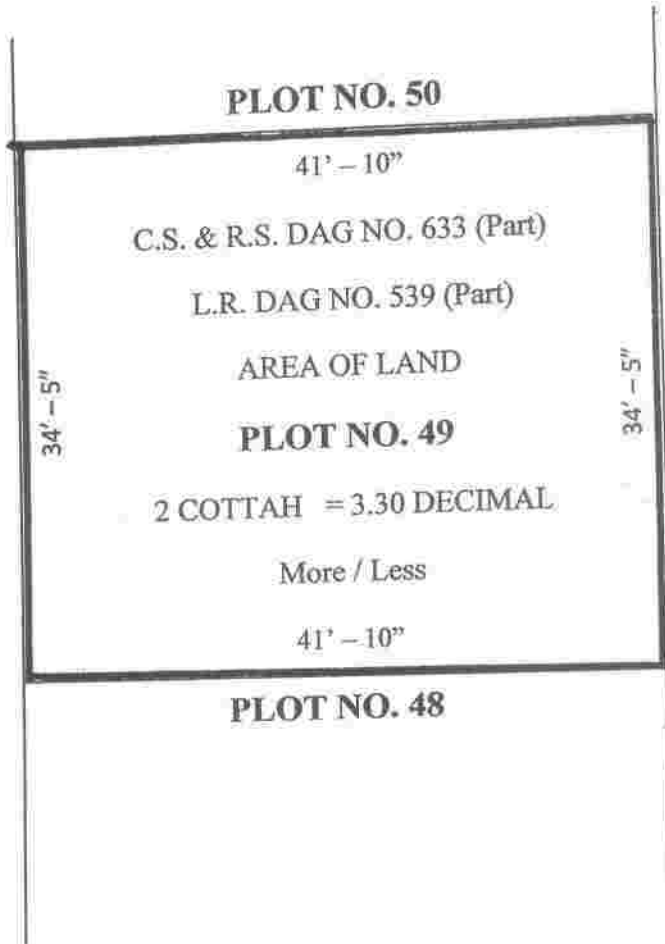 PLOT NO. 50
41' – 10"
C.S. & R.S. DAG NO. 633 (Part)
L.R. DAG NO. 539 (Part)
AREA OF LAND
34' – 5"
34' – 5"
PLOT NO. 49
2 COTTAH = 3.30 DECIMAL
More / Less
41' – 10"
PLOT NO. 48